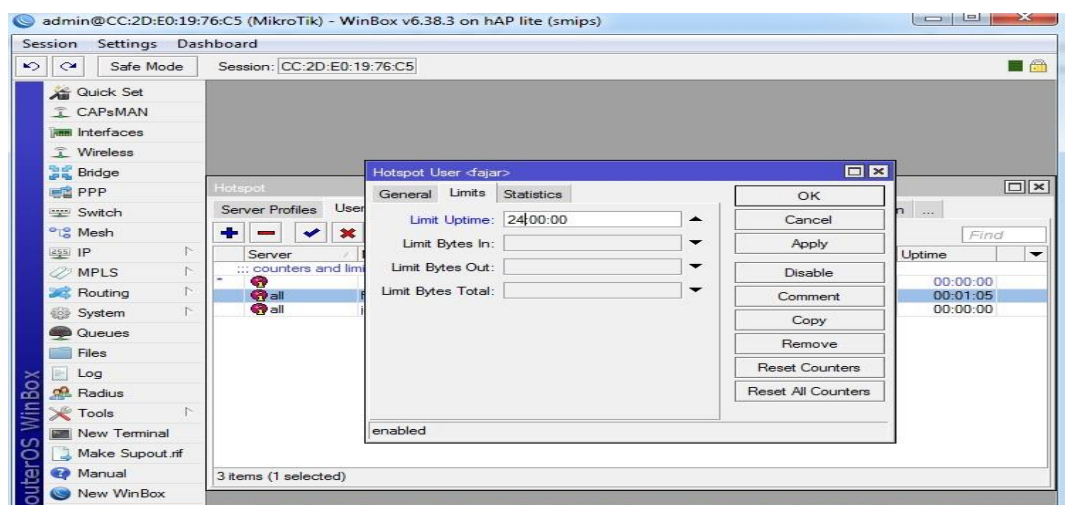 admin@CC:2D:E0:19:76:C5 (MikroTik) - WinBox v6.38.3 on hAP lite (smips)
Session Settings Dashboard
Safe Mode Session: CC:2D:E0:19:76:C5
Quick Set
CAPsMAN
Interfaces
Wireless
Bridge
PPP
Switch
Mesh
IP
MPLS
Routing
System
Queues
Files
Log
Radius
Tools
New Terminal
Make Supout.rif
Manual
New WinBox
outerOS WinBox
Hotspot
Server Profiles User
Find
Server
Uptime
::: counters and limi
00:00:00
all
00:01:05
all
00:00:00
3 items (1 selected)
Hotspot User <fajar>
General Limits Statistics
Limit Uptime: 24:00:00
Limit Bytes In:
Limit Bytes Out:
Limit Bytes Total:
OK
Cancel
Apply
Disable
Comment
Copy
Remove
Reset Counters
Reset All Counters
enabled